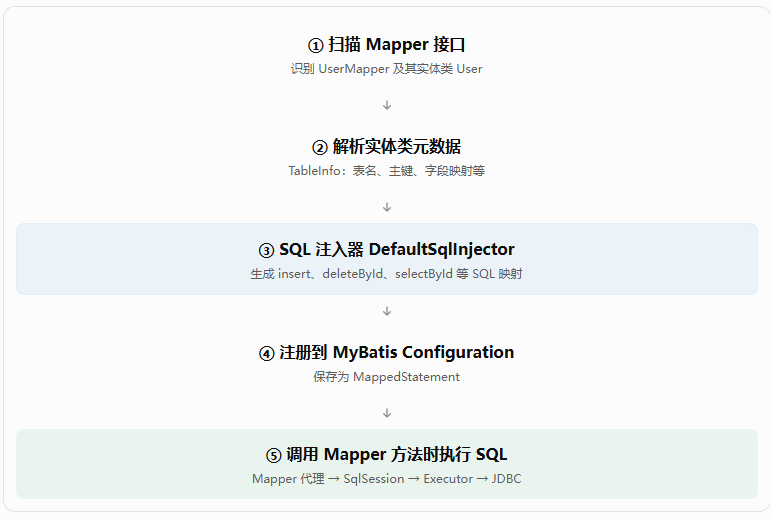 ① 扫描 Mapper 接口
识别 UserMapper 及其实体类 User
↓
② 解析实体类元数据
TableInfo：表名、主键、字段映射等
↓
③ SQL 注入器 DefaultSqlInjector
生成 insert、deleteById、selectById 等 SQL 映射
↓
④ 注册到 MyBatis Configuration
保存为 MappedStatement
↓
⑤ 调用 Mapper 方法时执行 SQL
Mapper 代理 → SqlSession → Executor → JDBC